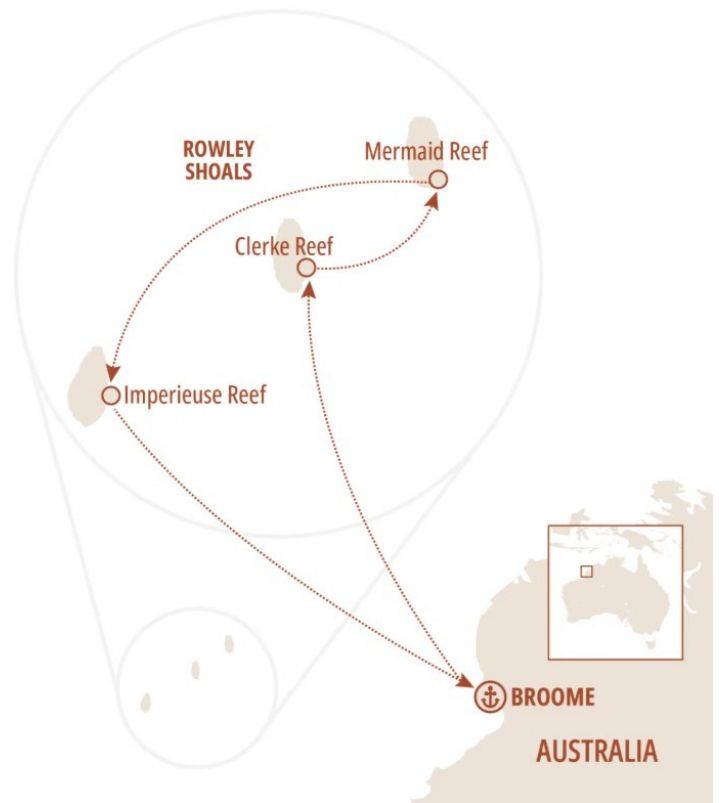 ROWLEY
SHOALS
Mermaid Reef
Clerke Reef
Imperieuse Reef
BROOME
AUSTRALIA